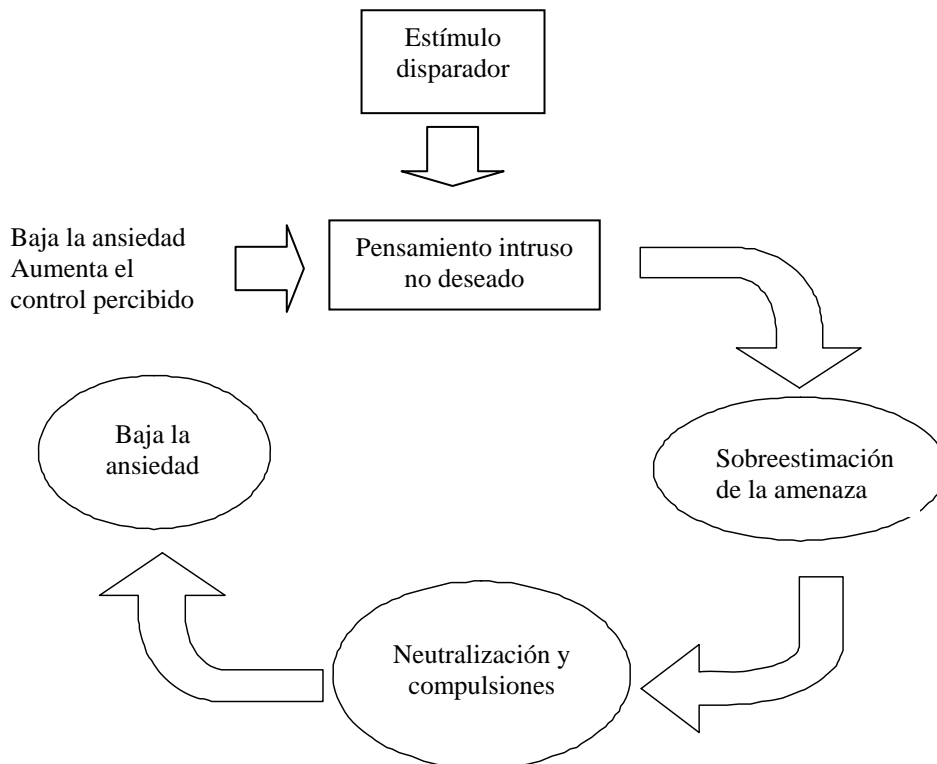 Estímulo
disparador
Baja la ansiedad
Aumenta el
control percibido
Pensamiento intruso
no deseado
Baja la
ansiedad
Sobreestimación
de la amenaza
Neutralización y
compulsiones